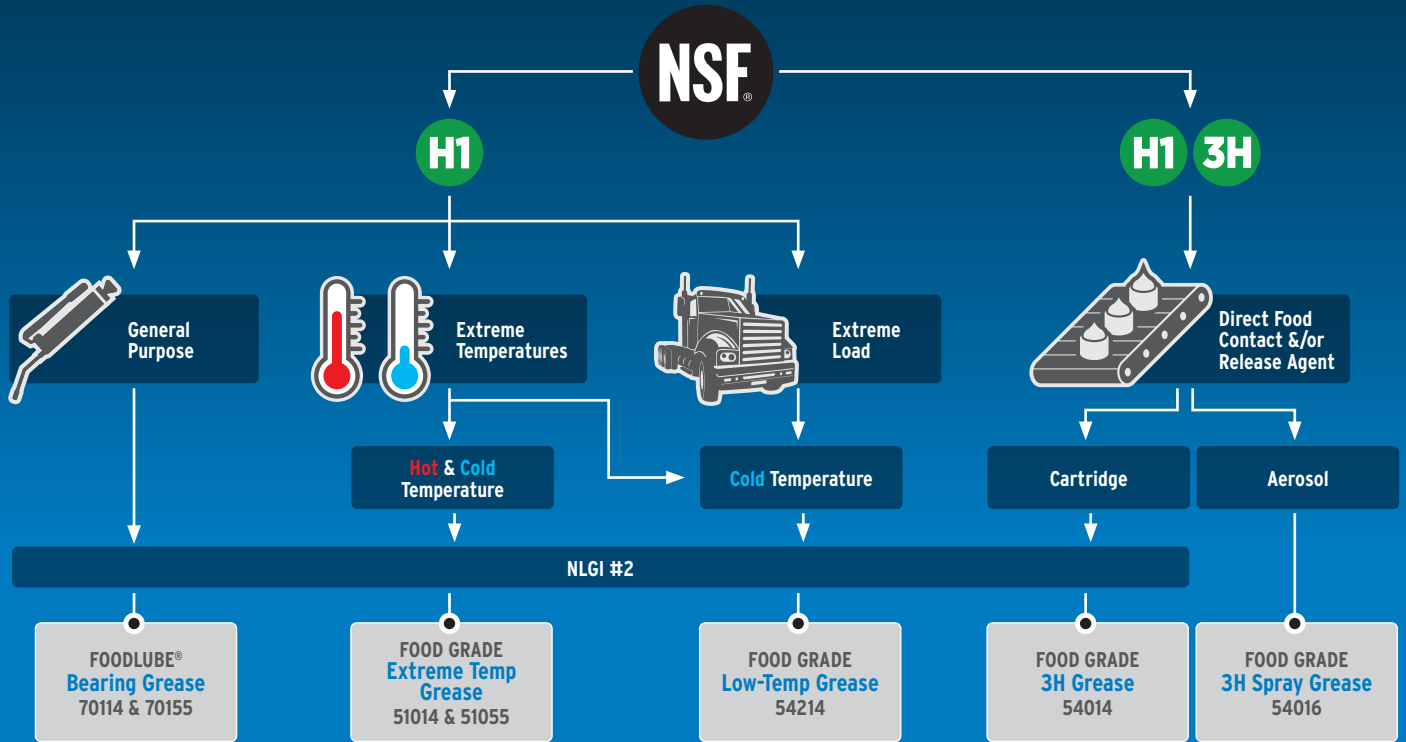 NSF®
H1
H1 3H
General
Purpose
Extreme
Temperatures
Extreme
Load
Direct Food
Contact &/or
Release Agent
Hot & Cold
Temperature
Cold Temperature
Cartridge
Aerosol
NLGI #2
FOODLUBE®
Bearing Grease
70114 & 70155
FOOD GRADE
Extreme Temp
Grease
51014 & 51055
FOOD GRADE
Low-Temp Grease
54214
FOOD GRADE
3H Grease
54014
FOOD GRADE
3H Spray Grease
54016